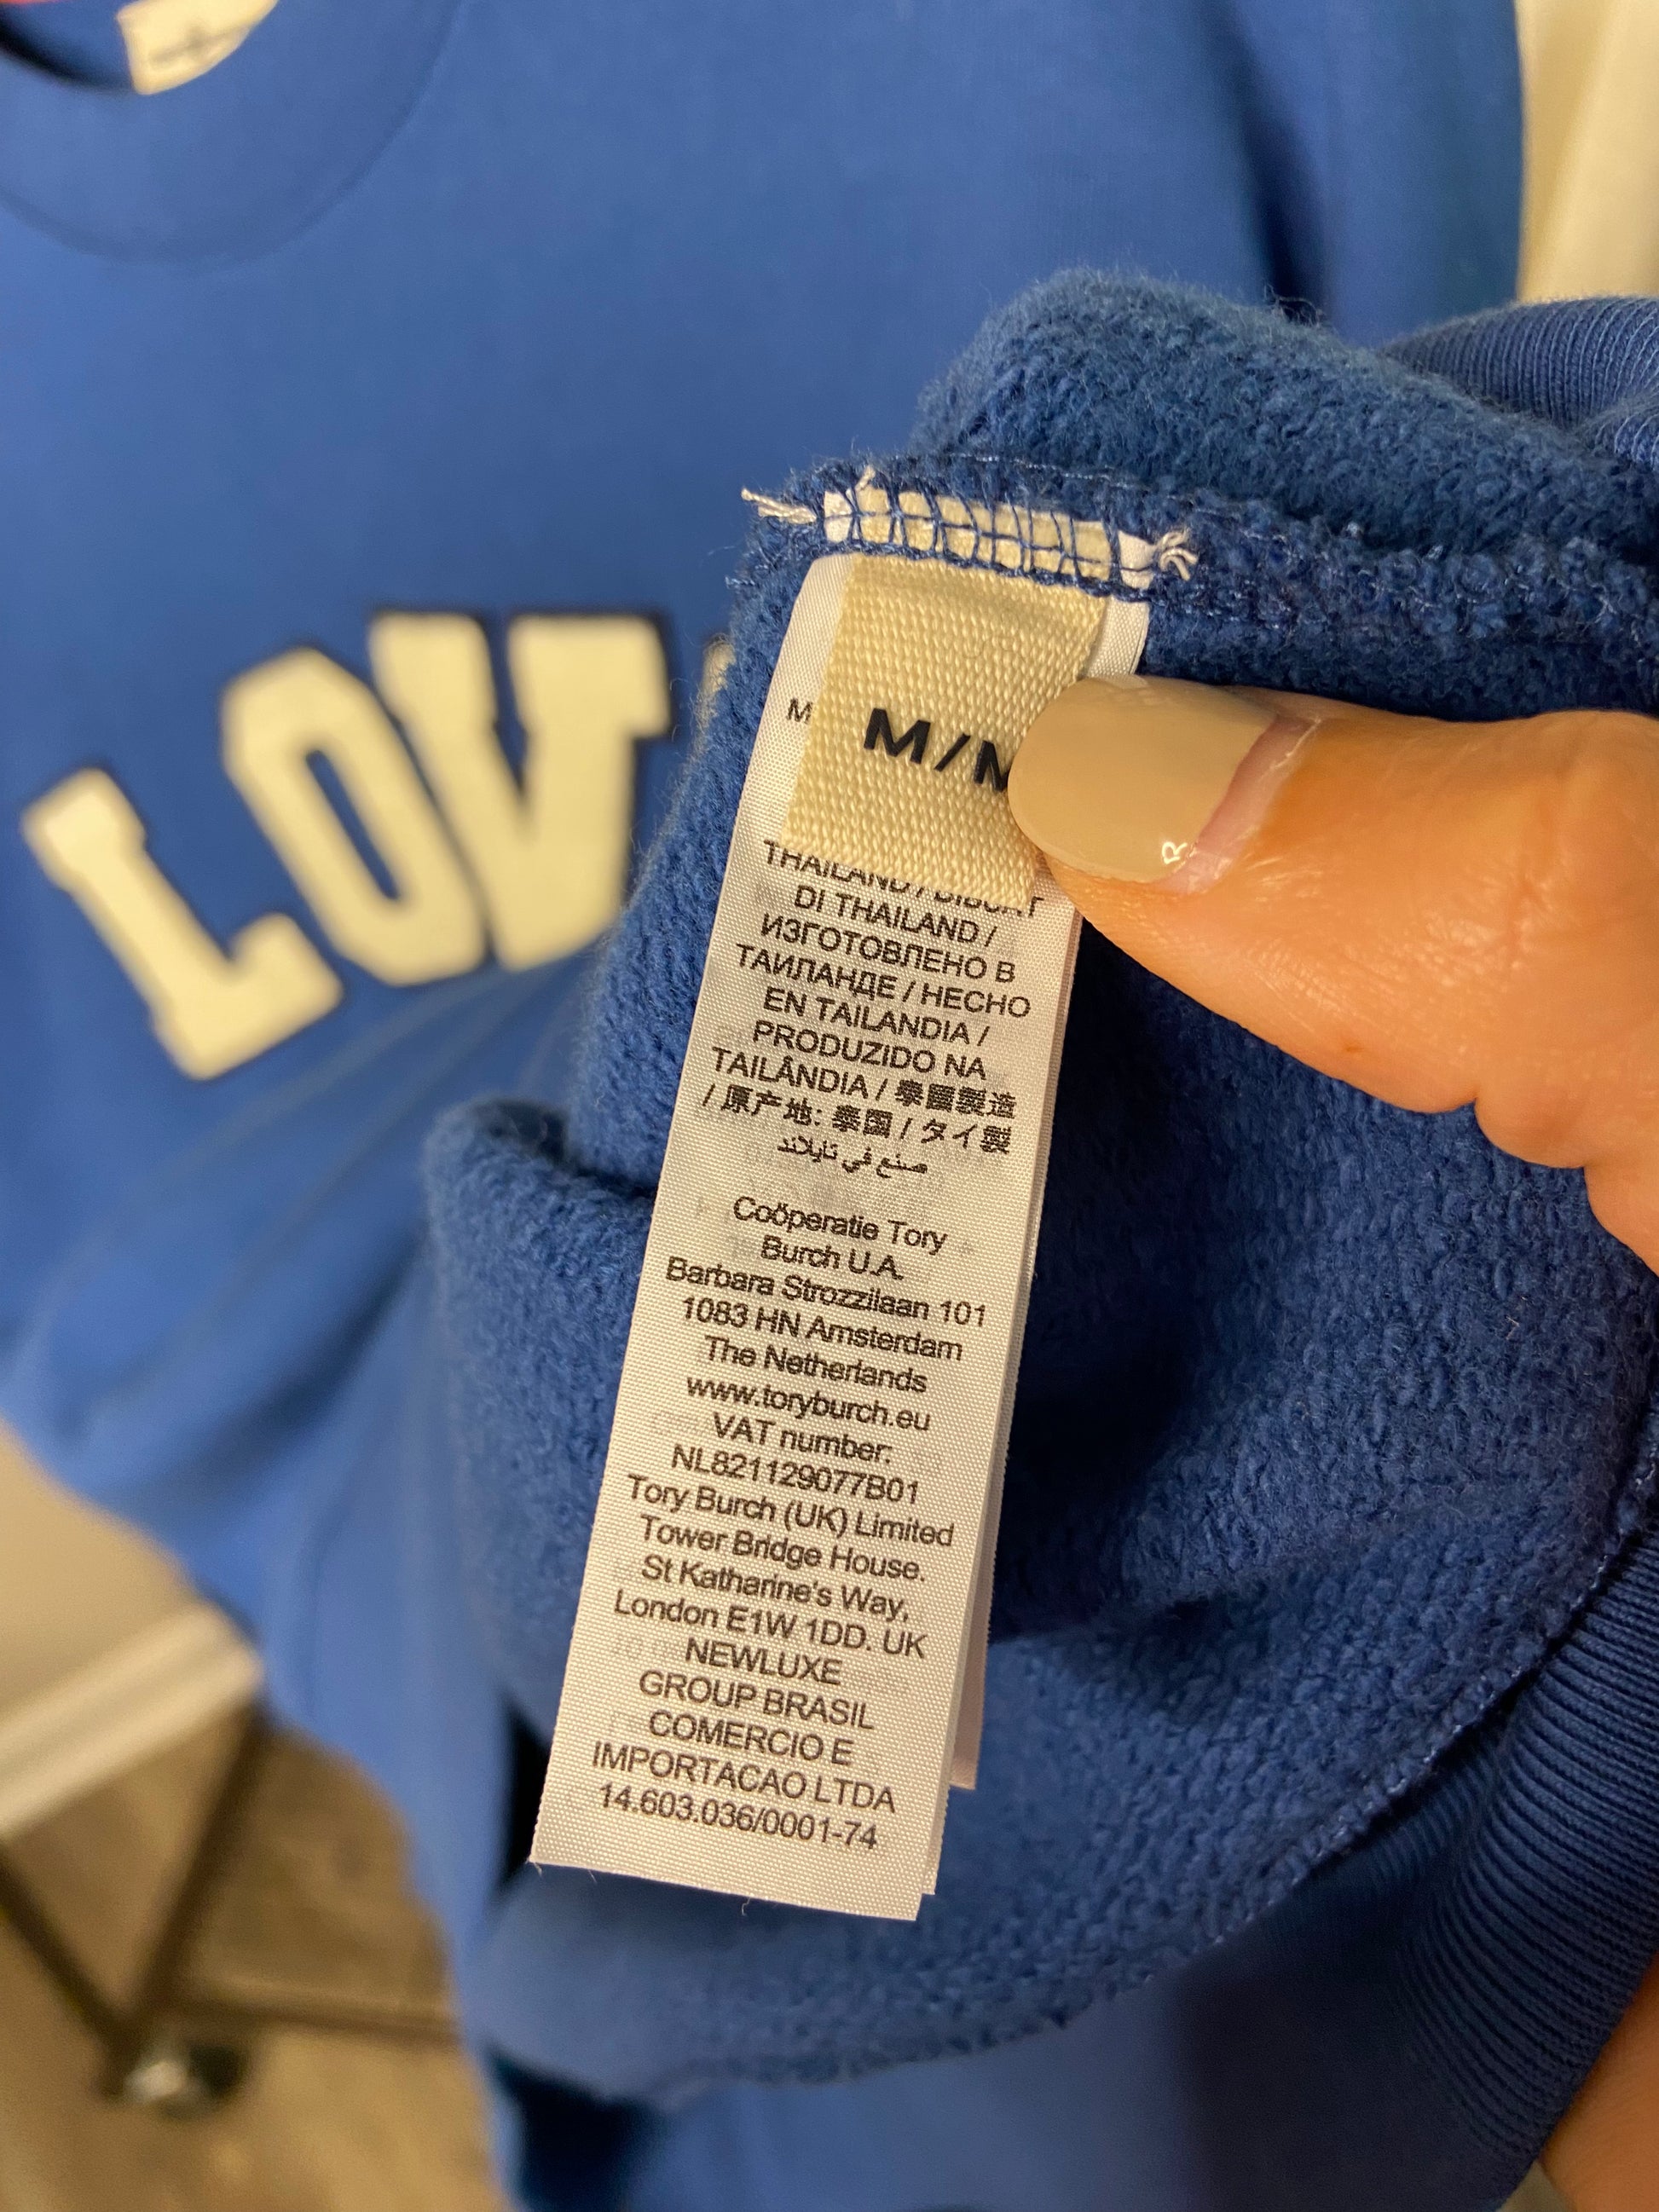 LOV
M/M
M
THAILAND /
DI THAILAND /
ИЗГОТОВЛЕНО В
ТАИЛАНДЕ / HECHO
EN TAILANDIA /
PRODUZIDO NA
TAILÂNDIA / 泰國製造
/ 原产地: 泰国 / タイ製
صنع في تايلاند
Coöperatie Tory
Burch U.A.
Barbara Strozzilaan 101
1083 HN Amsterdam
The Netherlands
www.toryburch.eu
VAT number:
NL821129077B01
Tory Burch (UK) Limited
Tower Bridge House.
St Katharine's Way,
London E1W 1DD. UK
NEWLUXE
GROUP BRASIL
COMERCIO E
IMPORTACAO LTDA
14.603.036/0001-74